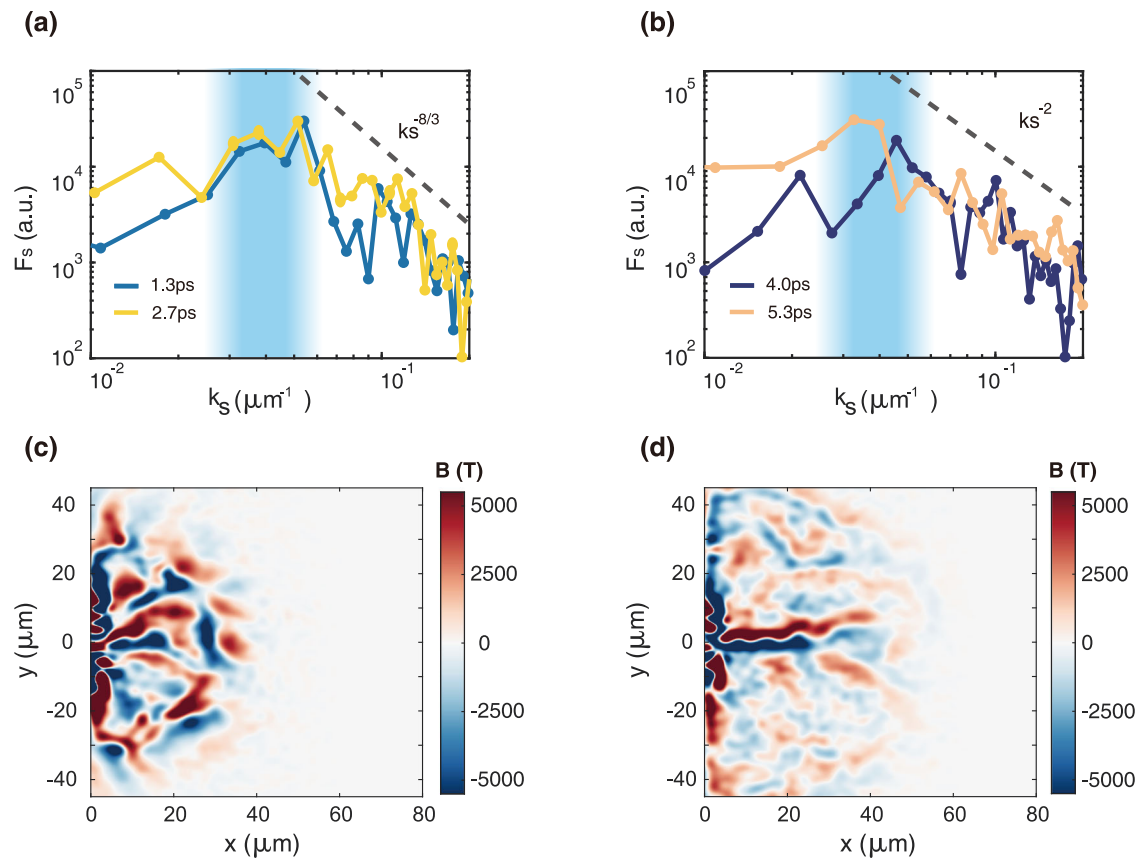 (a)
(b)
10^5
10^4
10^3
10^2
F_s (a.u.)
ks^-8/3
1.3ps
2.7ps
10^-2
10^-1
k_S (μm^-1)
10^5
10^4
10^3
10^2
F_s (a.u.)
ks^-2
4.0ps
5.3ps
10^-2
10^-1
k_S (μm^-1)
(c)
B (T)
40
20
0
-20
-40
y (μm)
0 20 40 60 80
x (μm)
5000
2500
0
-2500
-5000
(d)
B (T)
40
20
0
-20
-40
y (μm)
0 20 40 60 80
x (μm)
5000
2500
0
-2500
-5000